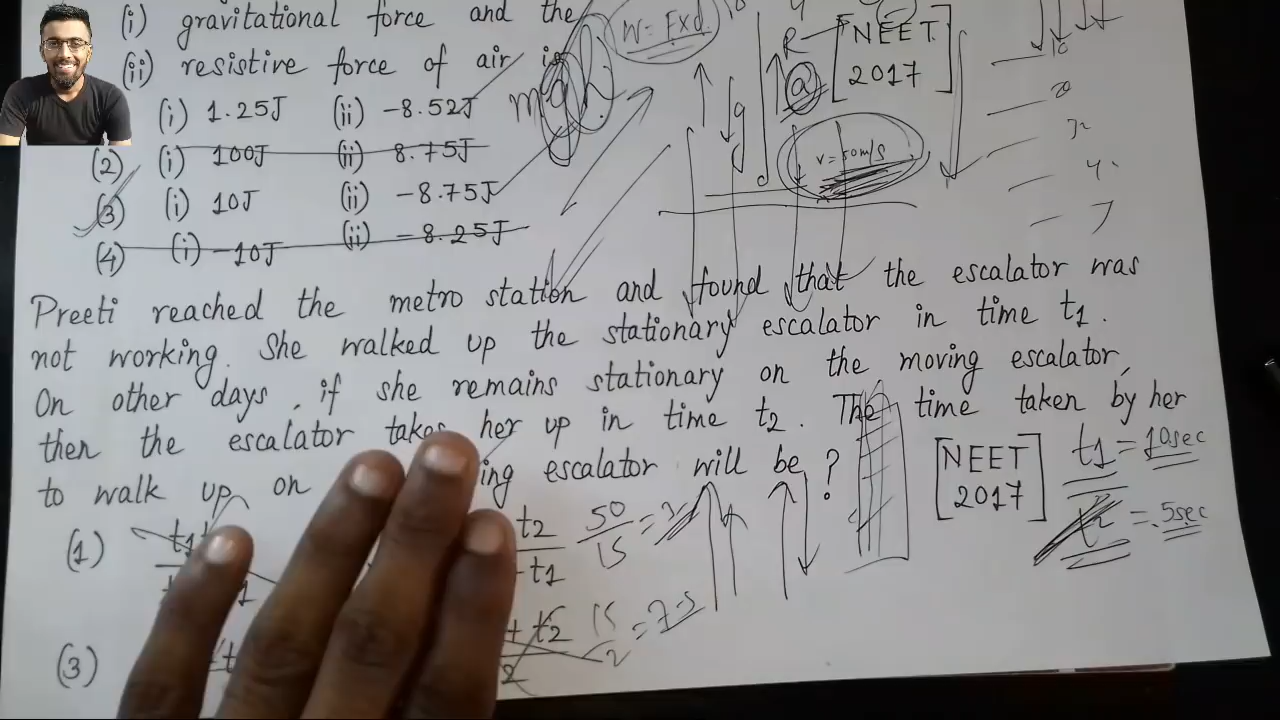 (i) gravitational force and the
(ii) resistive force of air is
W = Fxd
R
NEET
2017
(i) 1.25J (ii) -8.52J
(2) (i) 100J (ii) 8.75J
(3) (i) 10J (ii) -8.75J
(4) (i) -10J (ii) -8.25J
g
a
10
Preeti reached the metro station and found that the escalator was
not working. She walked up the stationary escalator in time t1.
On other days, if she remains stationary on the moving escalator,
then the escalator takes her up in time t2. The time taken by her
to walk up on ing escalator will be ?
NEET
2017
t1 = 10sec
t2 = 5sec
(1)
t2
- t1
50
15
(3)
+ t2
2
15
2
= 7.5